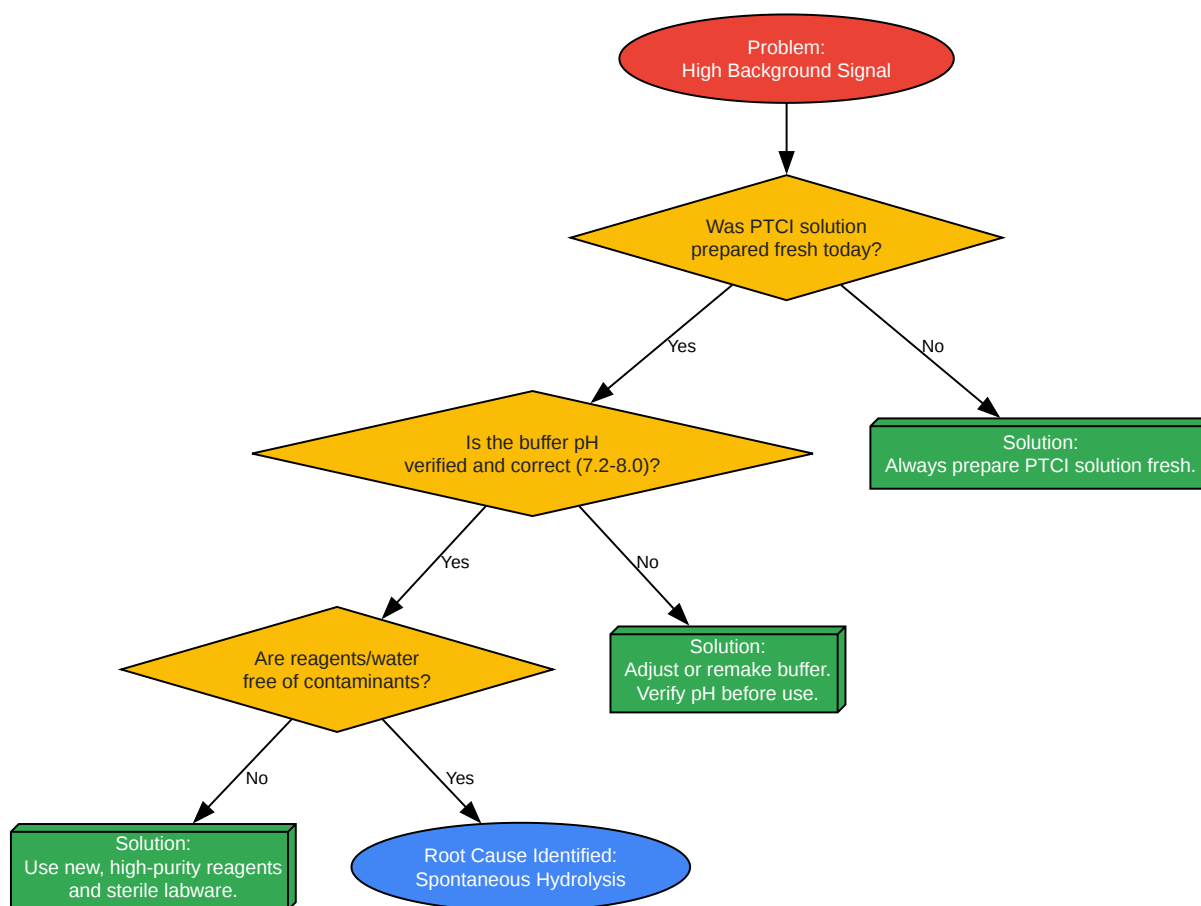 Problem:
High Background Signal
Was PTCI solution
prepared fresh today?
Yes
No
Is the buffer pH
verified and correct (7.2-8.0)?
Solution:
Always prepare PTCI solution fresh.
Yes
No
Are reagents/water
free of contaminants?
Solution:
Adjust or remake buffer.
Verify pH before use.
No
Yes
Solution:
Use new, high-purity reagents
and sterile labware.
Root Cause Identified:
Spontaneous Hydrolysis